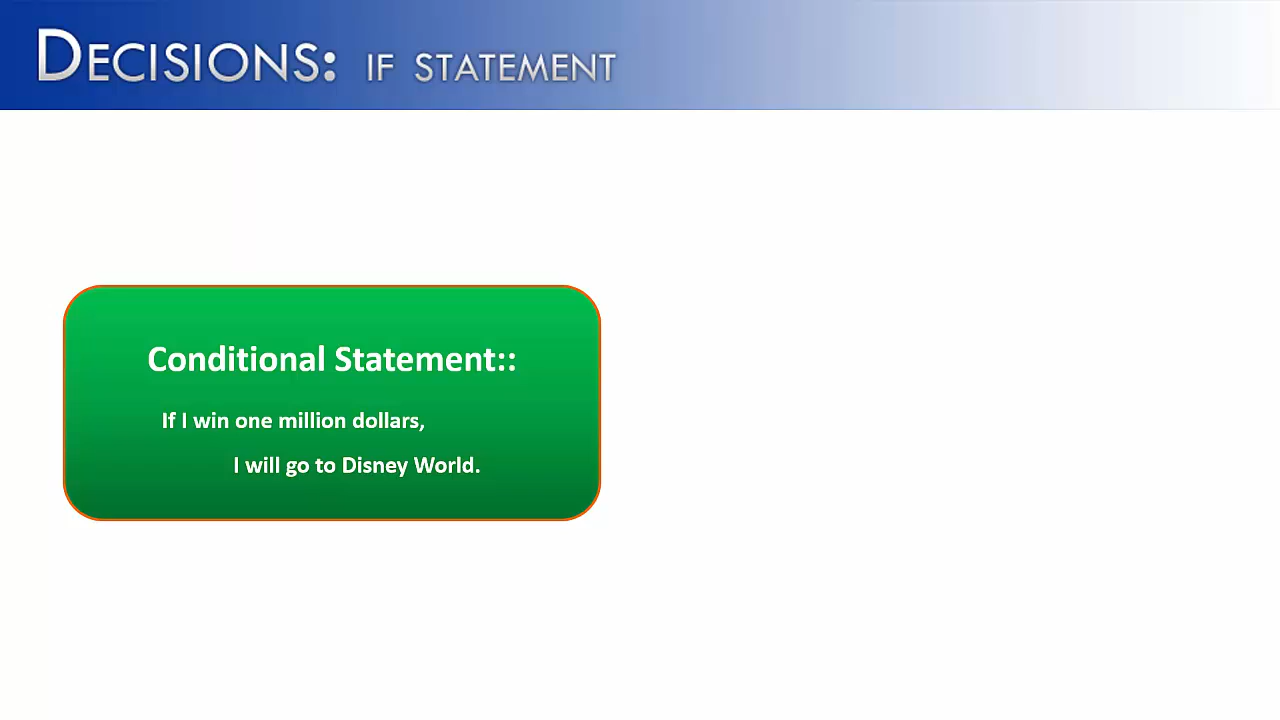 Decisions: if statement
Conditional Statement::
If I win one million dollars,
I will go to Disney World.